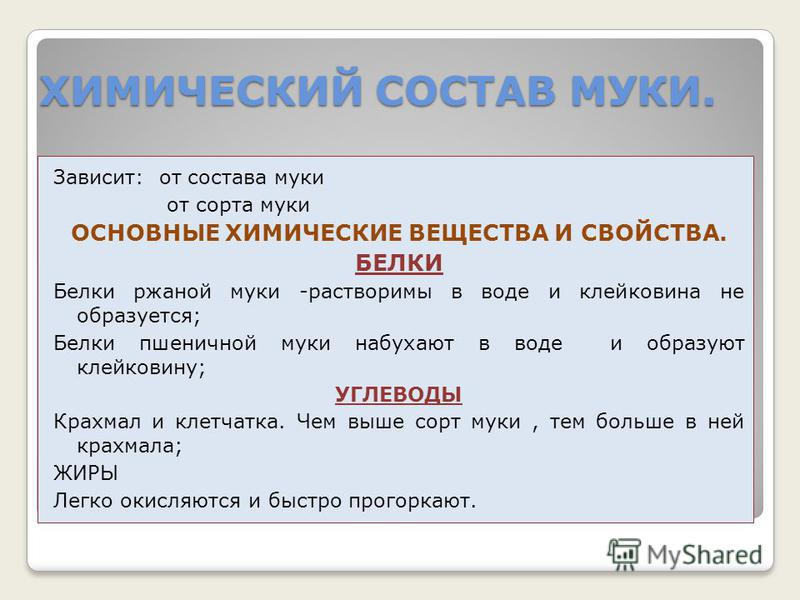 ХИМИЧЕСКИЙ СОСТАВ МУКИ.
Зависит: от состава муки
от сорта муки
ОСНОВНЫЕ ХИМИЧЕСКИЕ ВЕЩЕСТВА И СВОЙСТВА.
БЕЛКИ
Белки ржаной муки -растворимы в воде и клейковина не
образуется;
Белки пшеничной муки набухают в воде и образуют
клейковину;
УГЛЕВОДЫ
Крахмал и клетчатка. Чем выше сорт муки , тем больше в ней
крахмала;
ЖИРЫ
Легко окисляются и быстро прогоркают.
MyShared